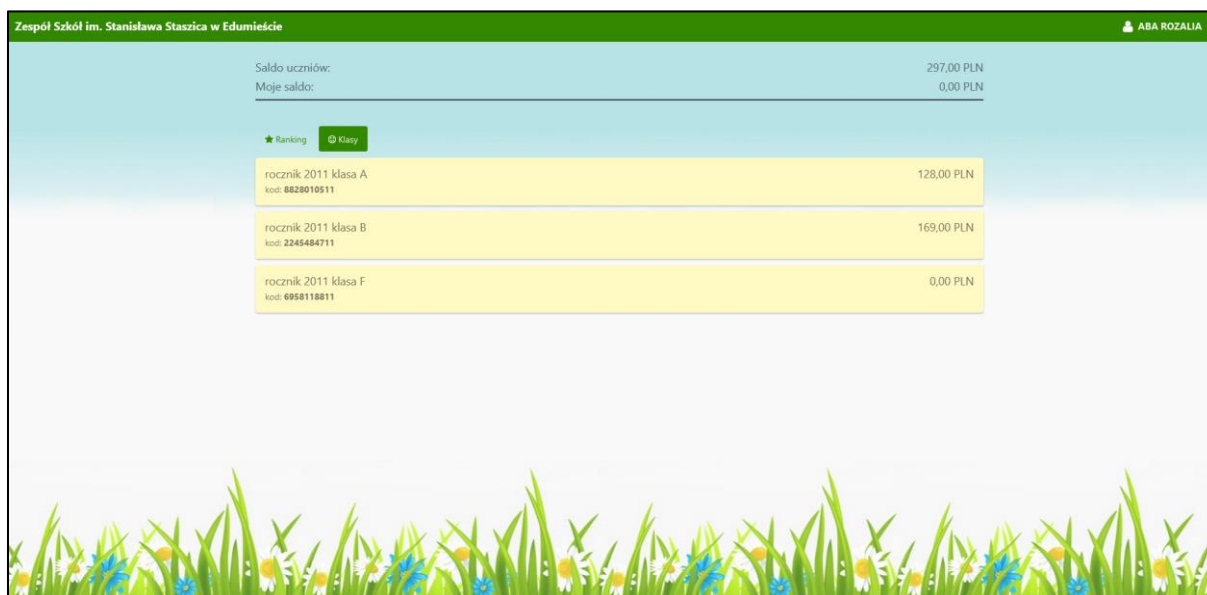 Zespół Szkół im. Stanisława Staszica w Edumieście
ABA ROZALIA
Saldo uczniów: 297,00 PLN
Moje saldo: 0,00 PLN
Ranking Klasy
rocznik 2011 klasa A 128,00 PLN
kod: 8828010511
rocznik 2011 klasa B 169,00 PLN
kod: 2245484711
rocznik 2011 klasa F 0,00 PLN
kod: 6958118811